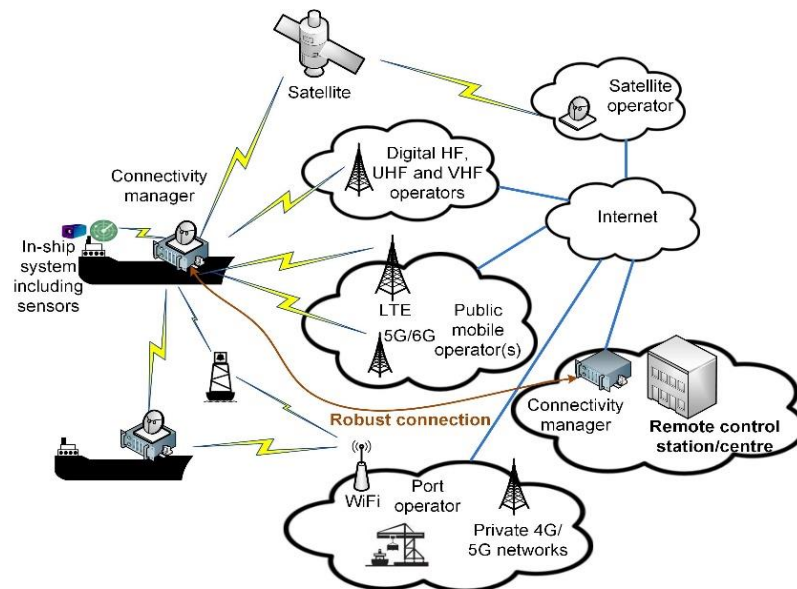 Satellite
Satellite
operator
Connectivity
manager
Digital HF,
UHF and VHF
operators
Internet
In-ship
system
including
sensors
LTE
5G/6G
Public
mobile
operator(s)
Robust connection
Connectivity
manager
Remote control
station/centre
WiFi
Port
operator
Private 4G/
5G networks